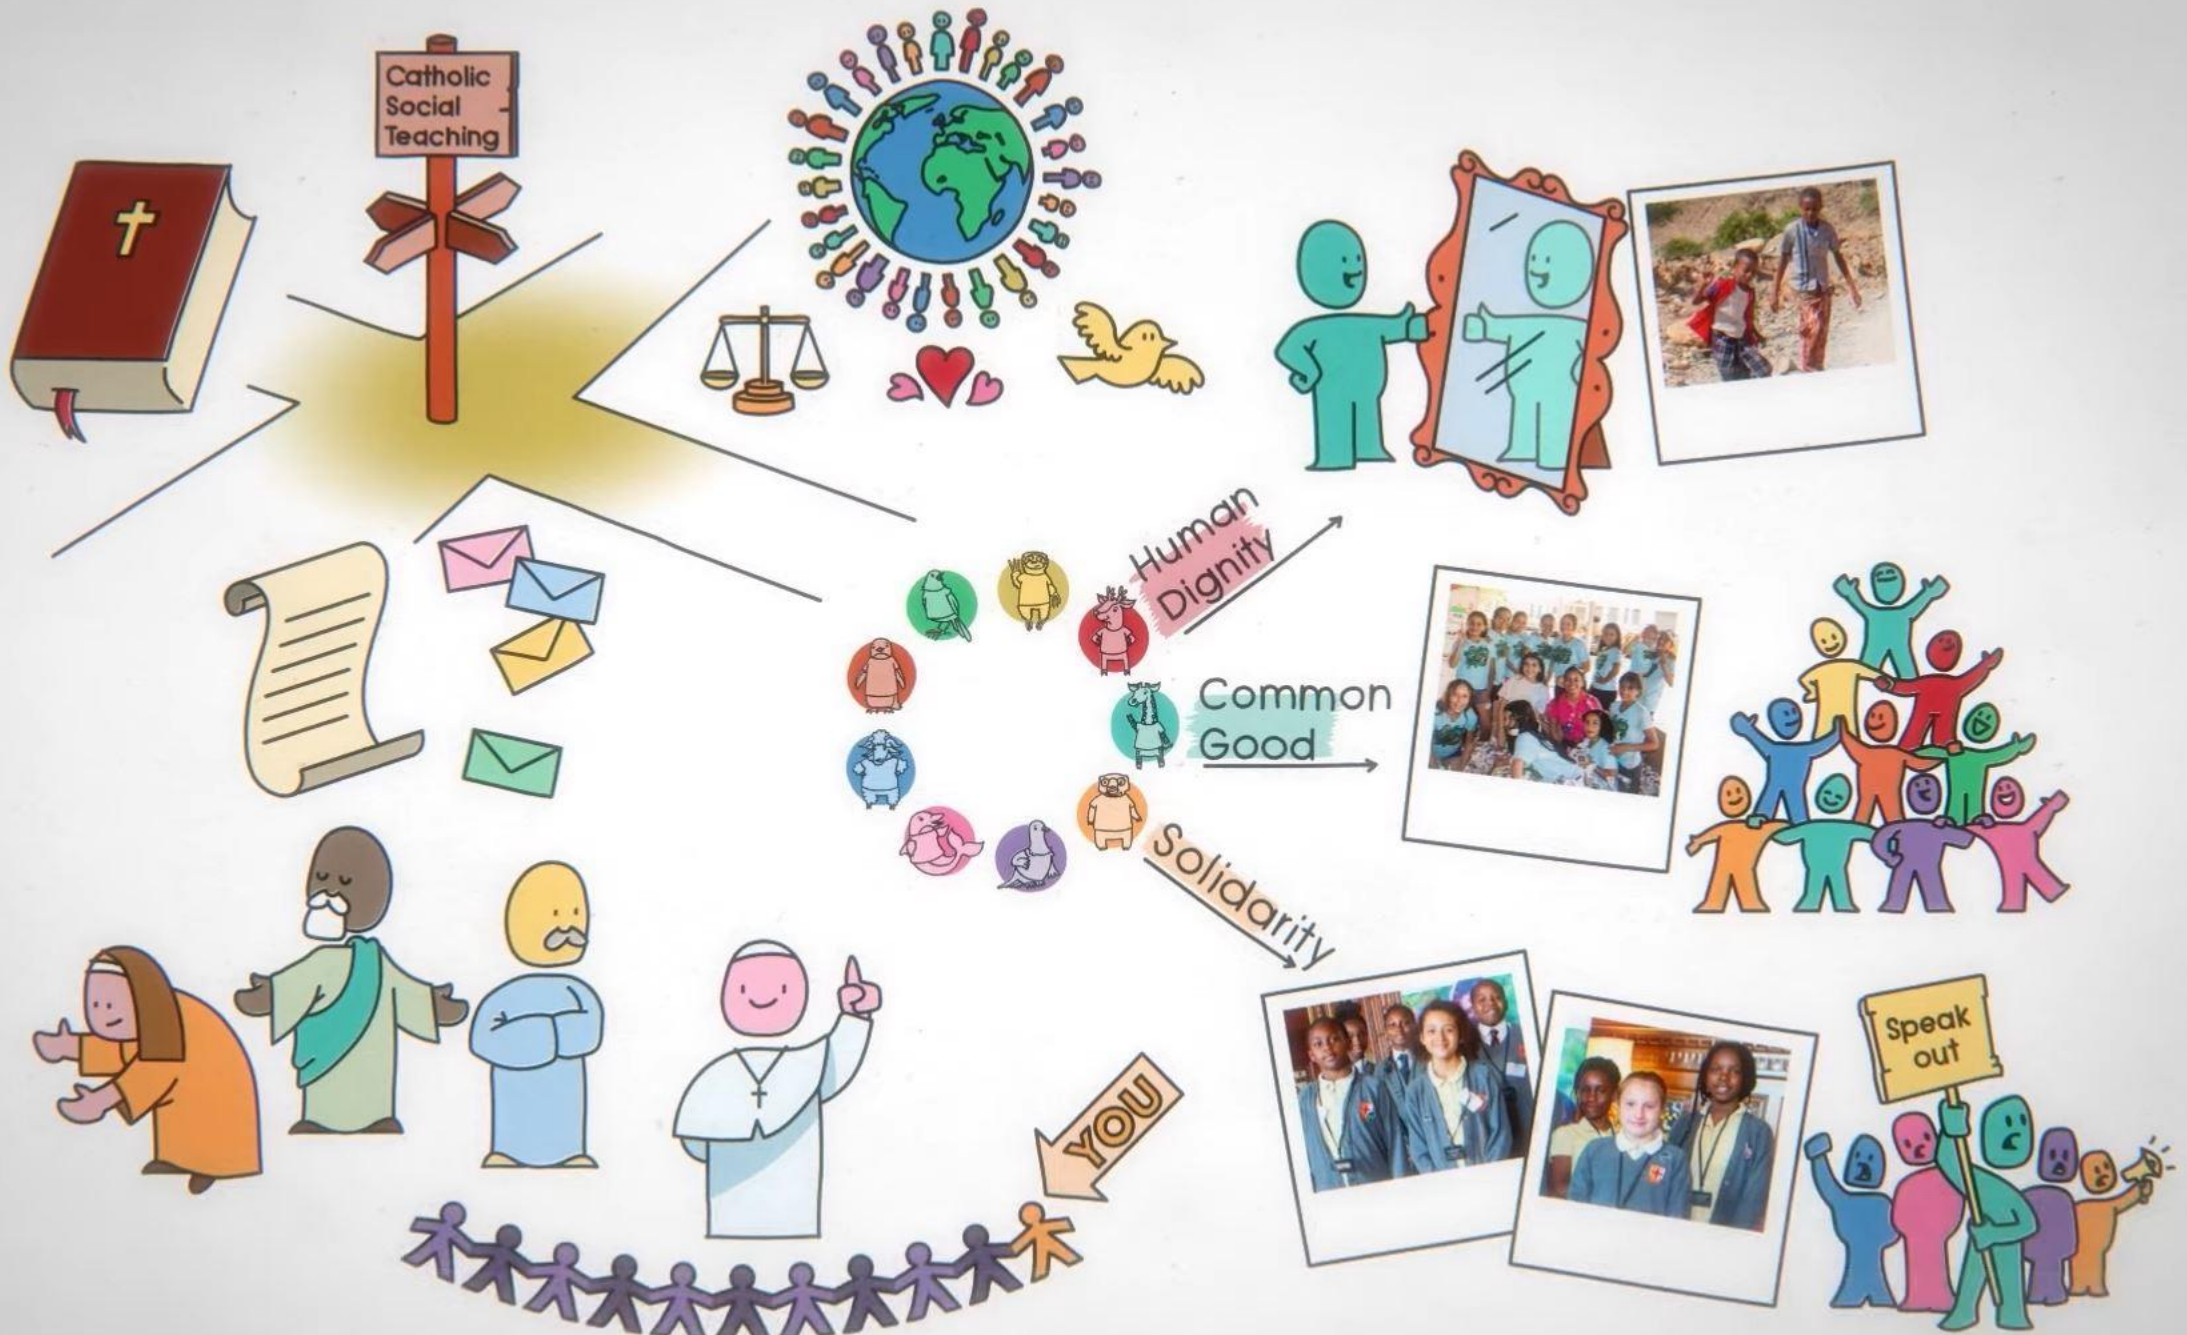 Catholic
Social
Teaching
Human
Dignity
Common
Good
Solidarity
YOU
Speak
out